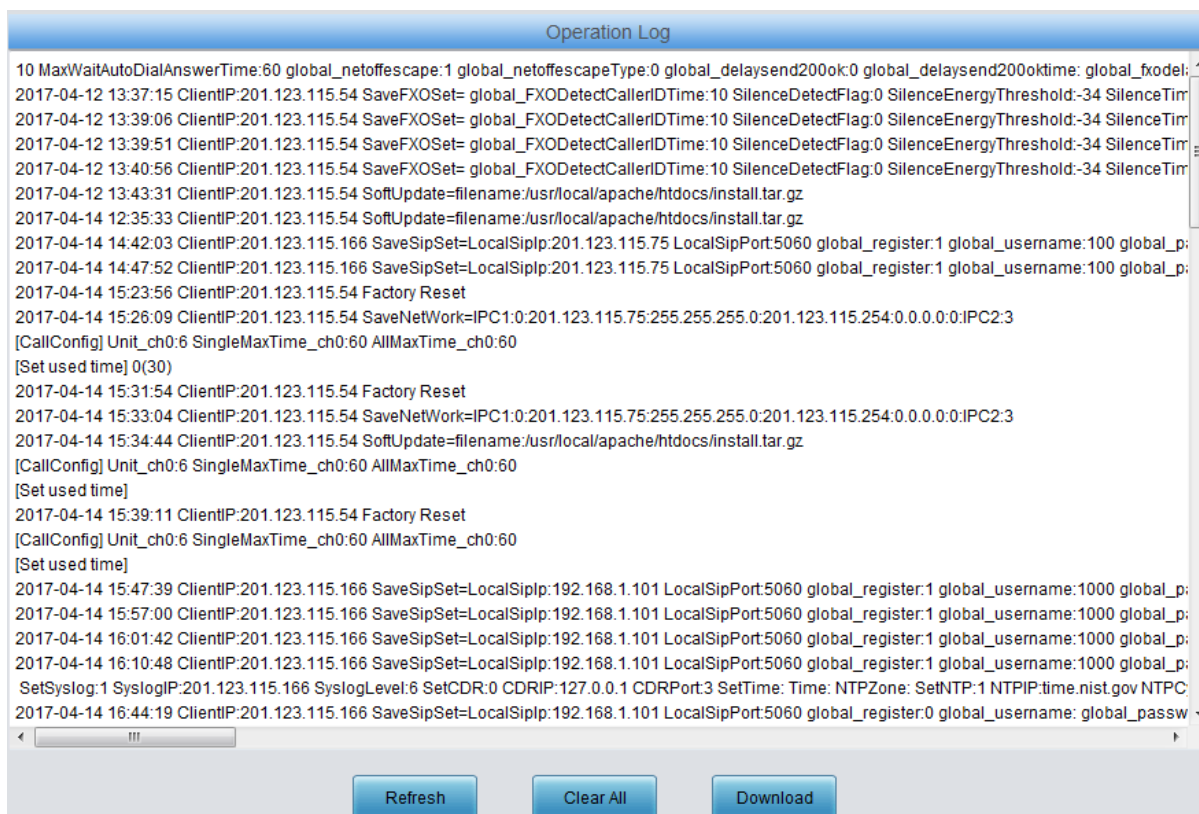 Operation Log
10 MaxWaitAutoDialAnswerTime:60 global_netoffescape:1 global_netoffescapeType:0 global_delaysend200ok:0 global_delaysend200oktime: global_fxodela
2017-04-12 13:37:15 ClientIP:201.123.115.54 SaveFXOSet= global_FXODetectCallerIDTime:10 SilenceDetectFlag:0 SilenceEnergyThreshold:-34 SilenceTim
2017-04-12 13:39:06 ClientIP:201.123.115.54 SaveFXOSet= global_FXODetectCallerIDTime:10 SilenceDetectFlag:0 SilenceEnergyThreshold:-34 SilenceTim
2017-04-12 13:39:51 ClientIP:201.123.115.54 SaveFXOSet= global_FXODetectCallerIDTime:10 SilenceDetectFlag:0 SilenceEnergyThreshold:-34 SilenceTim
2017-04-12 13:40:56 ClientIP:201.123.115.54 SaveFXOSet= global_FXODetectCallerIDTime:10 SilenceDetectFlag:0 SilenceEnergyThreshold:-34 SilenceTim
2017-04-12 13:43:31 ClientIP:201.123.115.54 SoftUpdate=filename:/usr/local/apache/htdocs/install.tar.gz
2017-04-14 12:35:33 ClientIP:201.123.115.54 SoftUpdate=filename:/usr/local/apache/htdocs/install.tar.gz
2017-04-14 14:42:03 ClientIP:201.123.115.166 SaveSipSet=LocalSipIp:201.123.115.75 LocalSipPort:5060 global_register:1 global_username:100 global_pa
2017-04-14 14:47:52 ClientIP:201.123.115.166 SaveSipSet=LocalSipIp:201.123.115.75 LocalSipPort:5060 global_register:1 global_username:100 global_pa
2017-04-14 15:23:56 ClientIP:201.123.115.54 Factory Reset
2017-04-14 15:26:09 ClientIP:201.123.115.54 SaveNetWork=IPC1:0:201.123.115.75:255.255.255.0:201.123.115.254:0.0.0.0:0:IPC2:3
[CallConfig] Unit_ch0:6 SingleMaxTime_ch0:60 AllMaxTime_ch0:60
[Set used time] 0(30)
2017-04-14 15:31:54 ClientIP:201.123.115.54 Factory Reset
2017-04-14 15:33:04 ClientIP:201.123.115.54 SaveNetWork=IPC1:0:201.123.115.75:255.255.255.0:201.123.115.254:0.0.0.0:0:IPC2:3
2017-04-14 15:34:44 ClientIP:201.123.115.54 SoftUpdate=filename:/usr/local/apache/htdocs/install.tar.gz
[CallConfig] Unit_ch0:6 SingleMaxTime_ch0:60 AllMaxTime_ch0:60
[Set used time]
2017-04-14 15:39:11 ClientIP:201.123.115.54 Factory Reset
[CallConfig] Unit_ch0:6 SingleMaxTime_ch0:60 AllMaxTime_ch0:60
[Set used time]
2017-04-14 15:47:39 ClientIP:201.123.115.166 SaveSipSet=LocalSipIp:192.168.1.101 LocalSipPort:5060 global_register:1 global_username:1000 global_pa
2017-04-14 15:57:00 ClientIP:201.123.115.166 SaveSipSet=LocalSipIp:192.168.1.101 LocalSipPort:5060 global_register:1 global_username:1000 global_pa
2017-04-14 16:01:42 ClientIP:201.123.115.166 SaveSipSet=LocalSipIp:192.168.1.101 LocalSipPort:5060 global_register:1 global_username:1000 global_pa
2017-04-14 16:10:48 ClientIP:201.123.115.166 SaveSipSet=LocalSipIp:192.168.1.101 LocalSipPort:5060 global_register:1 global_username:1000 global_pa
SetSyslog:1 SyslogIP:201.123.115.166 SyslogLevel:6 SetCDR:0 CDRIP:127.0.0.1 CDRPort:3 SetTime: Time: NTPZone: SetNTP:1 NTPIP:time.nist.gov NTPC
2017-04-14 16:44:19 ClientIP:201.123.115.166 SaveSipSet=LocalSipIp:192.168.1.101 LocalSipPort:5060 global_register:0 global_username: global_passw
Refresh
Clear All
Download